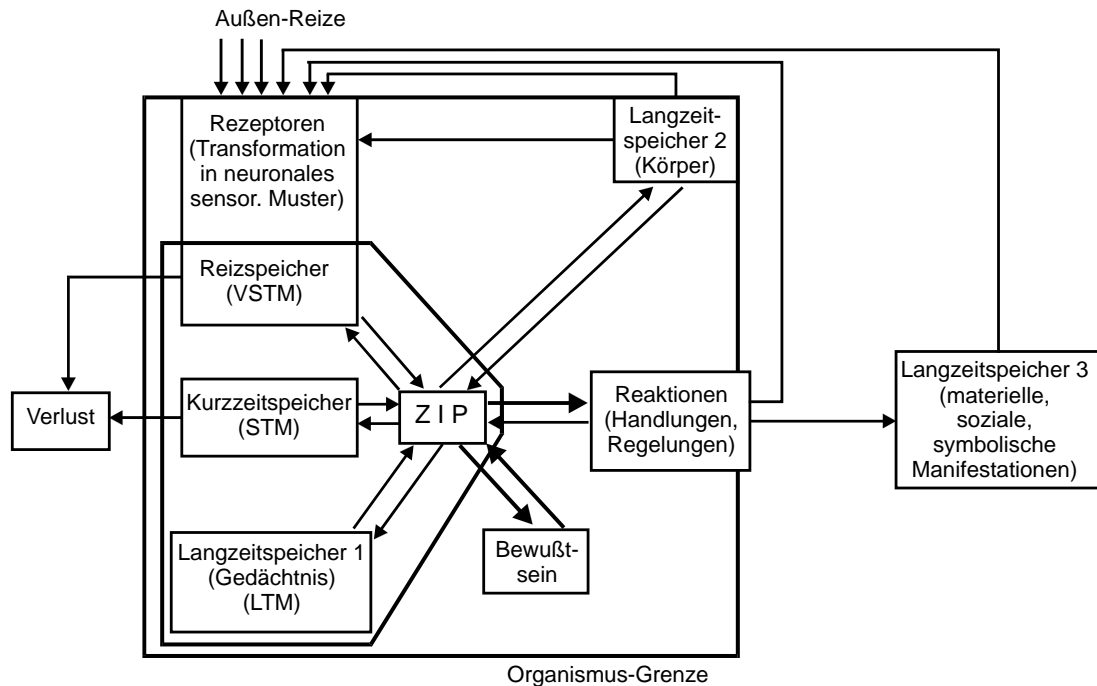 Außen-Reize
Rezeptoren
(Transformation
in neuronales
sensor. Muster)
Langzeit-
speicher 2
(Körper)
Reizspeicher
(VSTM)
Verlust
Kurzzeitspeicher
(STM)
Z I P
Reaktionen
(Handlungen,
Regelungen)
Langzeitspeicher 3
(materielle,
soziale,
symbolische
Manifestationen)
Langzeitspeicher 1
(Gedächtnis)
(LTM)
Bewußt-
sein
Organismus-Grenze